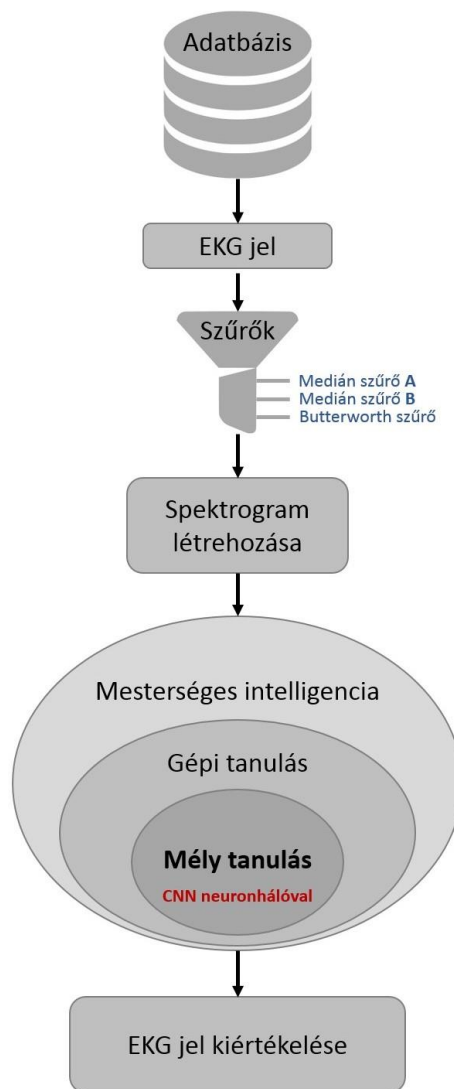 Adatbázis
EKG jel
Szűrők
Medián szűrő A
Medián szűrő B
Butterworth szűrő
Spektrogram
létrehozása
Mesterséges intelligencia
Gépi tanulás
Mély tanulás
CNN neuronhálóval
EKG jel kiértékelése